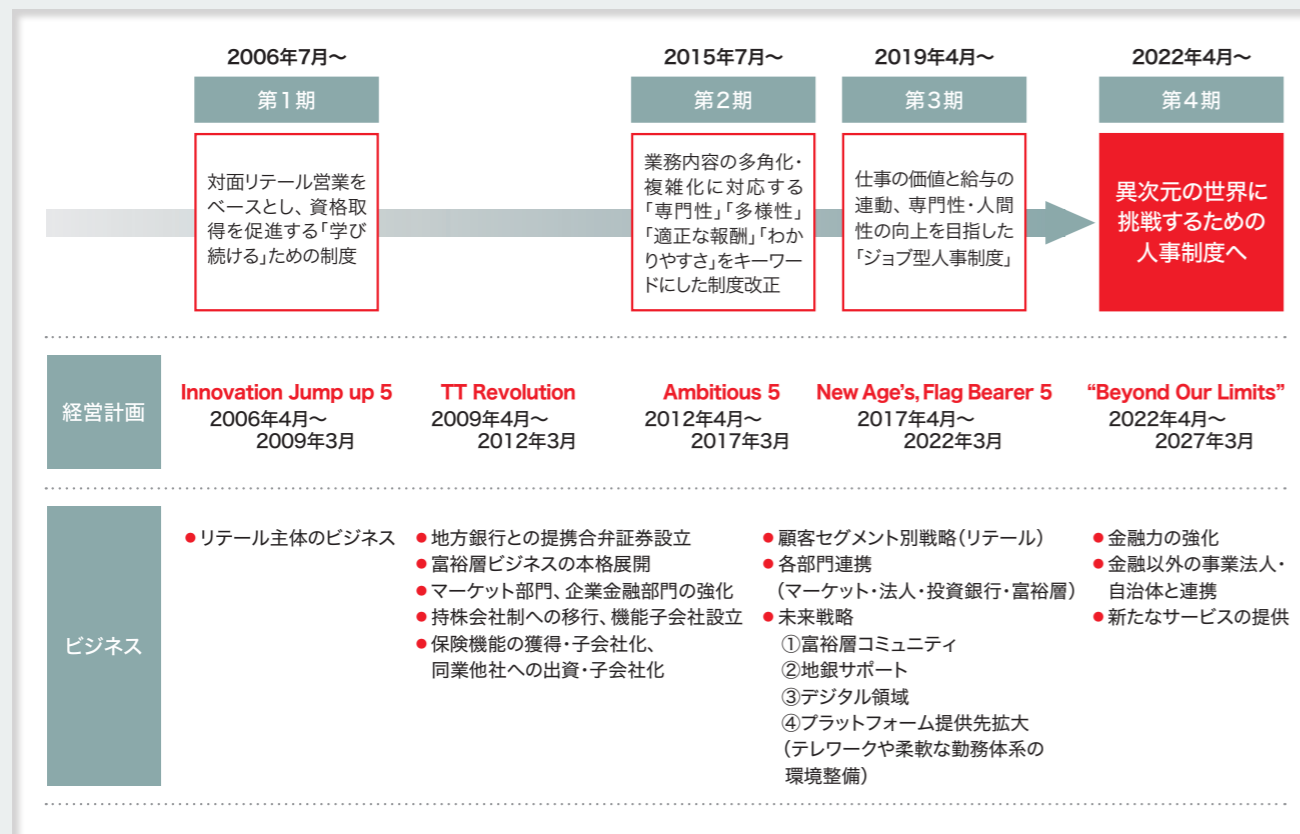 2006年7月〜
第1期
対面リテール営業を
ベースとし、資格取
得を促進する「学び
続ける」ための制度
2015年7月〜
第2期
業務内容の多角化・
複雑化に対応する
「専門性」「多様性」
「適正な報酬」「わか
りやすさ」をキーワー
ドにした制度改正
2019年4月〜
第3期
仕事の価値と給与の
連動、専門性・人間
性の向上を目指した
「ジョブ型人事制度」
2022年4月〜
第4期
異次元の世界に
挑戦するための
人事制度へ
経営計画
Innovation Jump up 5
2006年4月〜
2009年3月
TT Revolution
2009年4月〜
2012年3月
Ambitious 5
2012年4月〜
2017年3月
New Age's, Flag Bearer 5
2017年4月〜
2022年3月
“Beyond Our Limits”
2022年4月〜
2027年3月
ビジネス
●リテール主体のビジネス
●地方銀行との提携合弁証券設立
●富裕層ビジネスの本格展開
●マーケット部門、企業金融部門の強化
●持株会社制への移行、機能子会社設立
●保険機能の獲得・子会社化、
同業他社への出資・子会社化
●顧客セグメント別戦略(リテール)
●各部門連携
(マーケット・法人・投資銀行・富裕層)
●未来戦略
①富裕層コミュニティ
②地銀サポート
③デジタル領域
④プラットフォーム提供先拡大
(テレワークや柔軟な勤務体系の
環境整備)
●金融力の強化
●金融以外の事業法人・
自治体と連携
●新たなサービスの提供